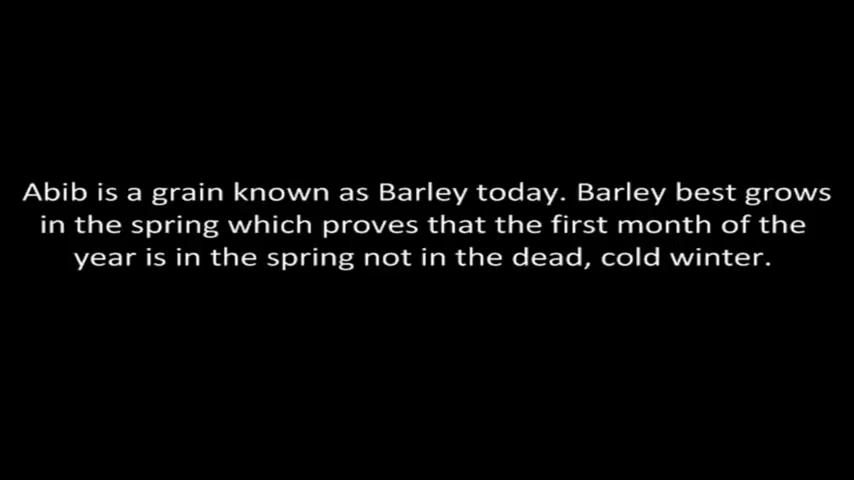 Abib is a grain known as Barley today. Barley best grows
in the spring which proves that the first month of the
year is in the spring not in the dead, cold winter.